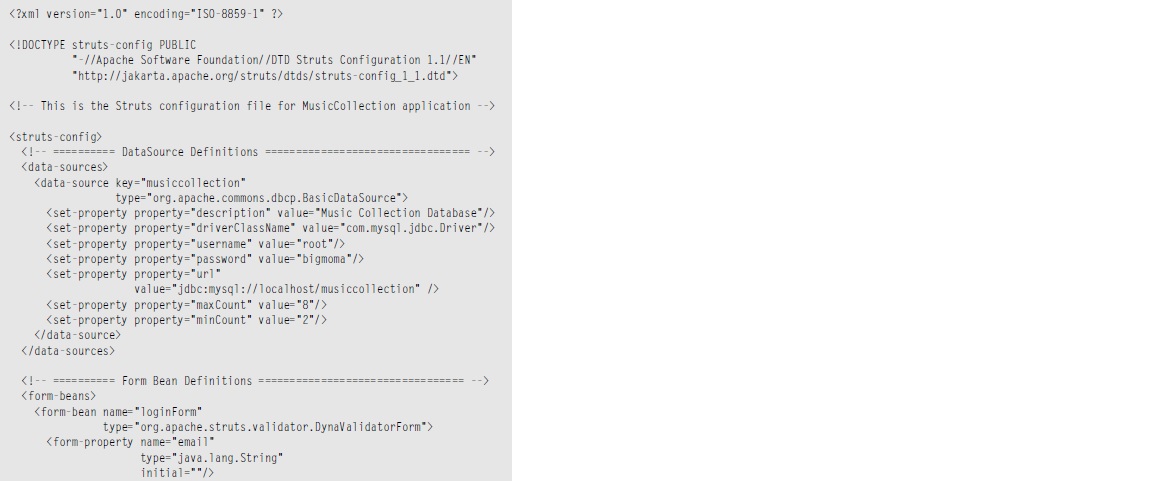 <?xml version="1.0" encoding="ISO-8859-1" ?>
<!DOCTYPE struts-config PUBLIC
"-//Apache Software Foundation//DTD Struts Configuration 1.1//EN"
"http://jakarta.apache.org/struts/dtds/struts-config_1_1.dtd">
<!-- This is the Struts configuration file for MusicCollection application -->
<struts-config>
<!-- ========== DataSource Definitions ================================= -->
<data-sources>
<data-source key="musiccollection"
type="org.apache.commons.dbcp.BasicDataSource">
<set-property property="description" value="Music Collection Database"/>
<set-property property="driverClassName" value="com.mysql.jdbc.Driver"/>
<set-property property="username" value="root"/>
<set-property property="password" value="bigmoma"/>
<set-property property="url"
value="jdbc:mysql://localhost/musiccollection" />
<set-property property="maxCount" value="8"/>
<set-property property="minCount" value="2"/>
</data-source>
</data-sources>
<!-- ========== Form Bean Definitions ================================= -->
<form-beans>
<form-bean name="loginForm"
type="org.apache.struts.validator.DynaValidatorForm">
<form-property name="email"
type="java.lang.String"
initial=""/>